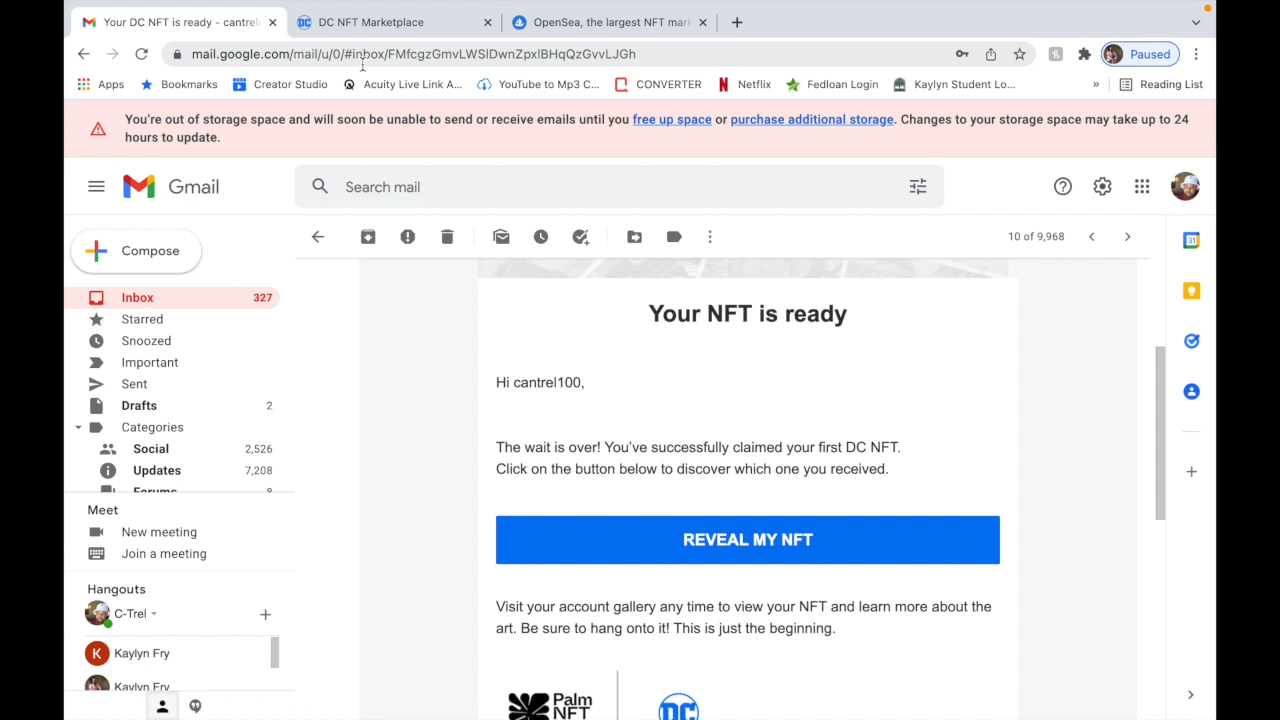 Your DC NFT is ready - cantrel
DC NFT Marketplace
OpenSea, the largest NFT mark
mail.google.com/mail/u/0/#inbox/FMfcgzGmvLWSlDwnZpxlBHqQzGvvLJGh
Paused
Apps
Bookmarks
Creator Studio
Acuity Live Link A...
YouTube to Mp3 C...
CONVERTER
Netflix
Fedloan Login
Kaylyn Student Lo...
»
Reading List
You're out of storage space and will soon be unable to send or receive emails until you free up space or purchase additional storage. Changes to your storage space may take up to 24
hours to update.
Gmail
Search mail
Compose
10 of 9,968
Inbox 327
Starred
Snoozed
Important
Sent
Drafts 2
Categories
Social 2,526
Updates 7,208
Forums 8
Meet
New meeting
Join a meeting
Hangouts
C-Trel
K Kaylyn Fry
Kaylyn Fry
Your NFT is ready
Hi cantrel100,
The wait is over! You've successfully claimed your first DC NFT.
Click on the button below to discover which one you received.
REVEAL MY NFT
Visit your account gallery any time to view your NFT and learn more about the
art. Be sure to hang onto it! This is just the beginning.
Palm
NFT
DC
31